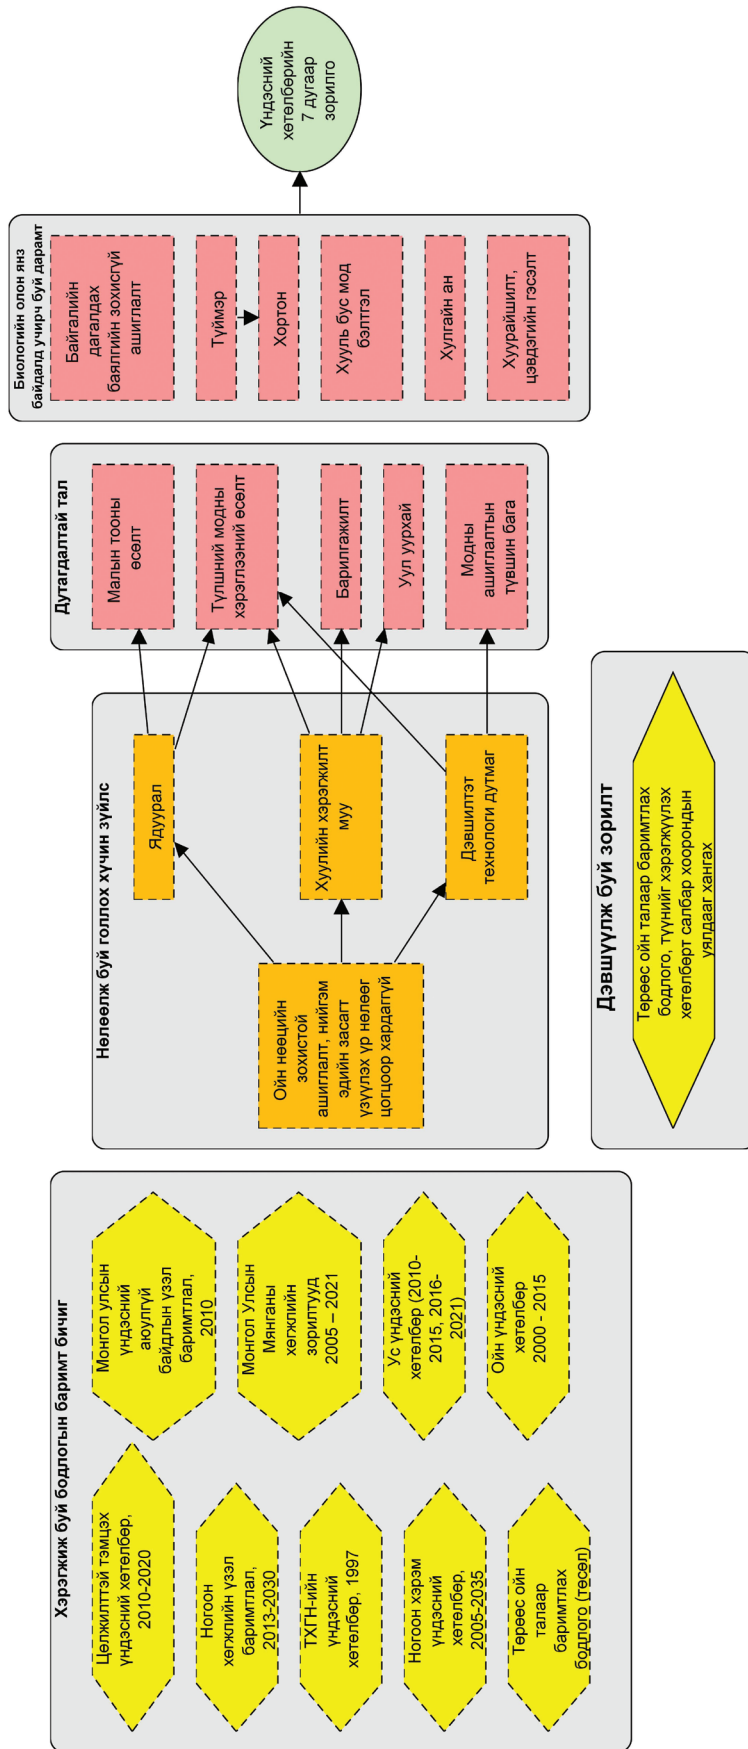 Хэрэгжиж буй бодлогын баримт бичиг
Цөлжилттэй тэмцэх
үндэсний хөтөлбөр,
2010-2020
Ногоон
хөгжлийн үзэл
баримтлал,
2013-2030
ТХГН-ийн
үндэсний
хөтөлбөр, 1997
Ногоон хэрэм
үндэсний
хөтөлбөр,
2005-2035
Төрөөс ойн
талаар
баримтлах
бодлого (төсөл)
Монгол улсын
үндэсний
аюулгүй
байдлын үзэл
баримтлал,
2010
Монгол Улсын
Мянганы
хөгжлийн
зорилтууд
2005 – 2021
Ус үндэсний
хөтөлбөр (2010-
2015, 2016-
2021)
Ойн үндэсний
хөтөлбөр
2000 - 2015
Нөлөөлж буй голлох хүчин зүйлс
Ойн нөөцийн
зохистой
ашиглалт, нийгэм
эдийн засагт
үзүүлэх үр нөлөөг
цогцоор хардаггүй
Ядуурал
Хуулийн хэрэгжилт
муу
Дэвшилтэт
технологи дутмаг
Дутагдалтай тал
Малын тооны
өсөлт
Түлшний модны
хэрэглээний өсөлт
Барилгажилт
Уул уурхай
Модны
ашиглалтын
түвшин бага
Биологийн олон янз
байдалд учирч буй дарамт
Байгалийн
дагалдах
баялгийн зохисгүй
ашиглалт
Түймэр
Хортон
Хууль бус мод
бэлтгэл
Хулгайн ан
Хуурайшилт,
цэвдэгийн гэсэлт
Үндэсний
хөтөлбөрийн
7 дугаар
зорилго
Дэвшүүлж буй зорилт
Төрөөс ойн талаар баримтлах
бодлого, түүнийг хэрэгжүүлэх
хөтөлбөрт салбар хоорондын
уялдааг хангах